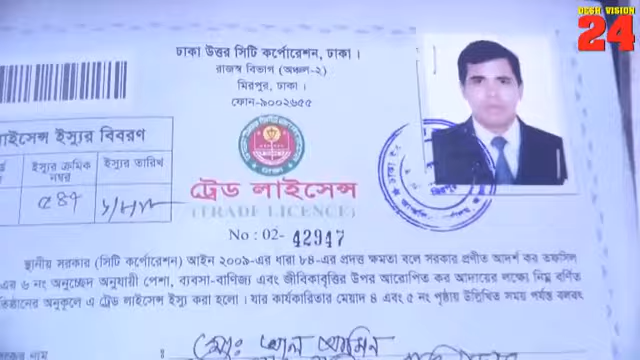 DESH VISION
24
ঢাকা উত্তর সিটি কর্পোরেশন, ঢাকা।
রাজস্ব বিভাগ (অঞ্চল-২)
মিরপুর, ঢাকা।
ফোন-৯০০২৬৫৫
লাইসেন্স ইস্যুর বিবরণ
ইস্যুর ক্রমিক নম্বর
ইস্যুর তারিখ
ট্রেড লাইসেন্স
(TRADE LICENCE)
No : 02- 42947
স্থানীয় সরকার (সিটি কর্পোরেশন) আইন ২০০৯-এর ধারা ৮৪-এর প্রদত্ত ক্ষমতা বলে সরকার প্রণীত আদর্শ কর তফসিল
এর ৬ নং অনুচ্ছেদ অনুযায়ী পেশা, ব্যবসা-বাণিজ্য এবং জীবিকাবৃত্তির উপর আরোপিত কর আদায়ের লক্ষ্যে নিম্ন বর্ণিত
প্রতিষ্ঠানের অনুকূলে এ ট্রেড লাইসেন্স ইস্যু করা হলো। যার কার্যকারিতার মেয়াদ ৪ এবং ৫ নং পৃষ্ঠায় উল্লিখিত সময় পর্যন্ত বলবৎ
মোঃ আল আমিন